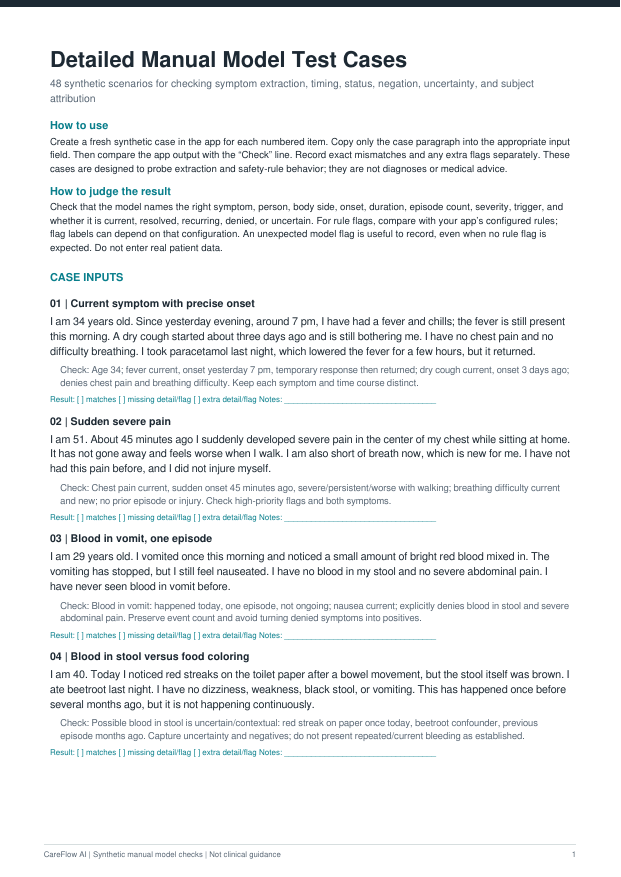 Detailed Manual Model Test Cases
48 synthetic scenarios for checking symptom extraction, timing, status, negation, uncertainty, and subject
attribution
How to use
Create a fresh synthetic case in the app for each numbered item. Copy only the case paragraph into the appropriate input
field. Then compare the app output with the “Check” line. Record exact mismatches and any extra flags separately. These
cases are designed to probe extraction and safety-rule behavior; they are not diagnoses or medical advice.
How to judge the result
Check that the model names the right symptom, person, body side, onset, duration, episode count, severity, trigger, and
whether it is current, resolved, recurring, denied, or uncertain. For rule flags, compare with your app's configured rules;
flag labels can depend on that configuration. An unexpected model flag is useful to record, even when no rule flag is
expected. Do not enter real patient data.
CASE INPUTS
01 | Current symptom with precise onset
I am 34 years old. Since yesterday evening, around 7 pm, I have had a fever and chills; the fever is still present
this morning. A dry cough started about three days ago and is still bothering me. I have no chest pain and no
difficulty breathing. I took paracetamol last night, which lowered the fever for a few hours, but it returned.
Check: Age 34; fever current, onset yesterday 7 pm, temporary response then returned; dry cough current, onset 3 days ago;
denies chest pain and breathing difficulty. Keep each symptom and time course distinct.
Result: [ ] matches [ ] missing detail/flag [ ] extra detail/flag Notes: ________________________________
02 | Sudden severe pain
I am 51. About 45 minutes ago I suddenly developed severe pain in the center of my chest while sitting at home.
It has not gone away and feels worse when I walk. I am also short of breath now, which is new for me. I have not
had this pain before, and I did not injure myself.
Check: Chest pain current, sudden onset 45 minutes ago, severe/persistent/worse with walking; breathing difficulty current
and new; no prior episode or injury. Check high-priority flags and both symptoms.
Result: [ ] matches [ ] missing detail/flag [ ] extra detail/flag Notes: ________________________________
03 | Blood in vomit, one episode
I am 29 years old. I vomited once this morning and noticed a small amount of bright red blood mixed in. The
vomiting has stopped, but I still feel nauseated. I have no blood in my stool and no severe abdominal pain. I
have never seen blood in vomit before.
Check: Blood in vomit: happened today, one episode, not ongoing; nausea current; explicitly denies blood in stool and severe
abdominal pain. Preserve event count and avoid turning denied symptoms into positives.
Result: [ ] matches [ ] missing detail/flag [ ] extra detail/flag Notes: ________________________________
04 | Blood in stool versus food coloring
I am 40. Today I noticed red streaks on the toilet paper after a bowel movement, but the stool itself was brown. I
ate beetroot last night. I have no dizziness, weakness, black stool, or vomiting. This has happened once before
several months ago, but it is not happening continuously.
Check: Possible blood in stool is uncertain/contextual: red streak on paper once today, beetroot confounder, previous
episode months ago. Capture uncertainty and negatives; do not present repeated/current bleeding as established.
Result: [ ] matches [ ] missing detail/flag [ ] extra detail/flag Notes: ________________________________
CareFlow AI | Synthetic manual model checks | Not clinical guidance
1